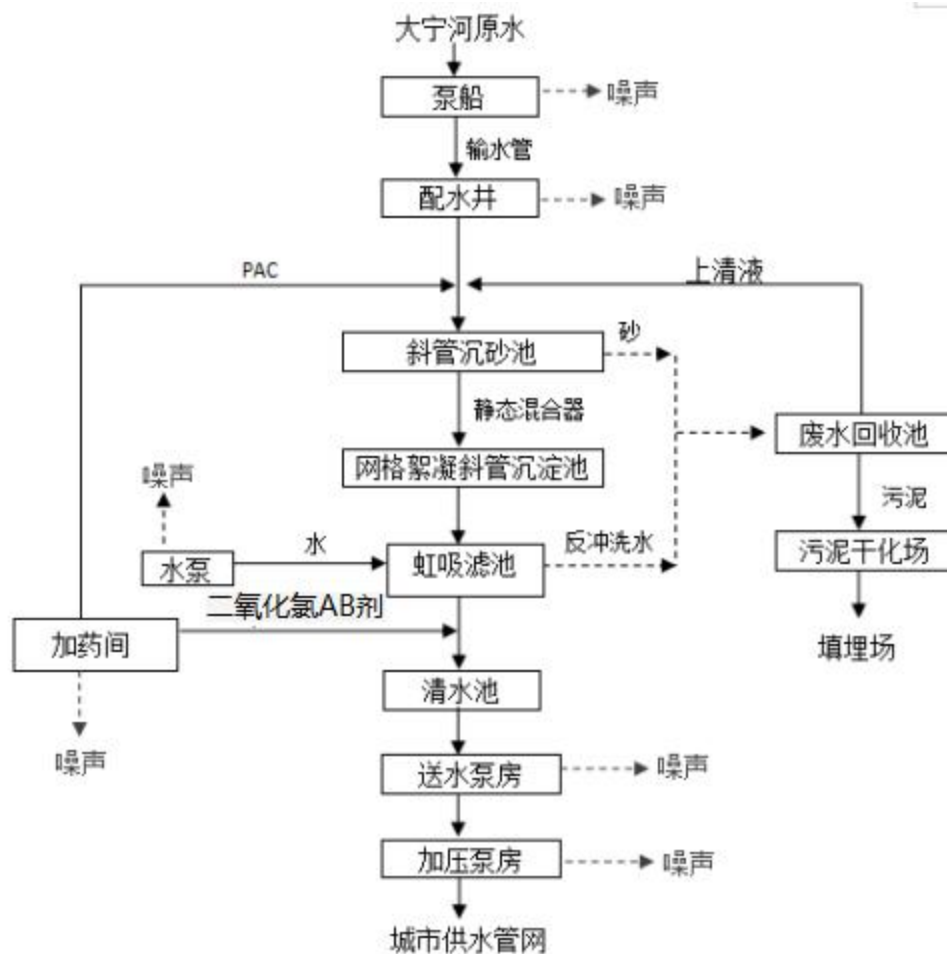 大宁河原水
泵船
噪声
输水管
配水井
噪声
PAC
上清液
斜管沉砂池
砂
静态混合器
废水回收池
网格絮凝斜管沉淀池
噪声
污泥
水泵
水
虹吸滤池
反冲洗水
污泥干化场
二氧化氯AB剂
加药间
填埋场
清水池
噪声
送水泵房
噪声
加压泵房
噪声
城市供水管网